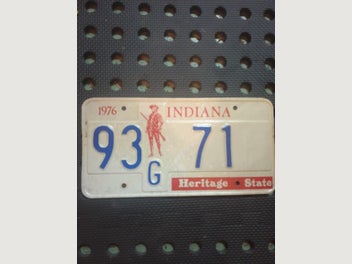 1976 INDIANA
93 G 71
Heritage State